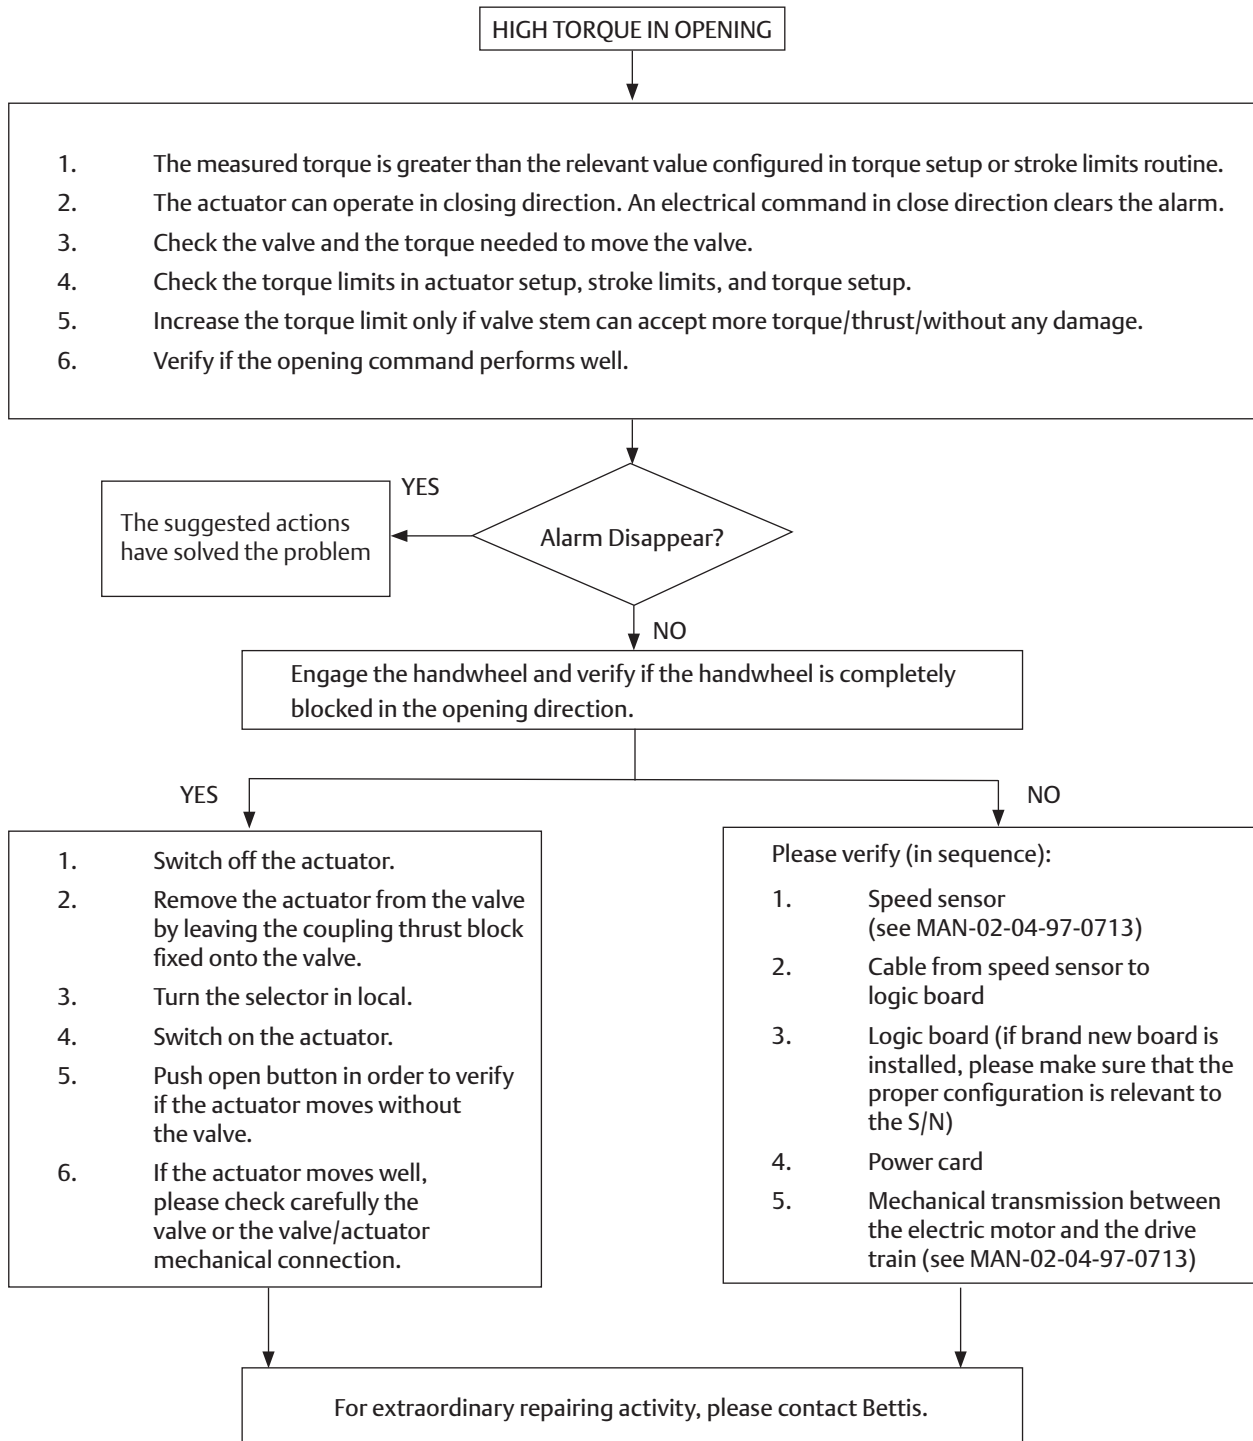 HIGH TORQUE IN OPENING
1. The measured torque is greater than the relevant value configured in torque setup or stroke limits routine.
2. The actuator can operate in closing direction. An electrical command in close direction clears the alarm.
3. Check the valve and the torque needed to move the valve.
4. Check the torque limits in actuator setup, stroke limits, and torque setup.
5. Increase the torque limit only if valve stem can accept more torque/thrust/without any damage.
6. Verify if the opening command performs well.
YES
The suggested actions
have solved the problem
Alarm Disappear?
NO
Engage the handwheel and verify if the handwheel is completely
blocked in the opening direction.
YES
NO
1. Switch off the actuator.
2. Remove the actuator from the valve
by leaving the coupling thrust block
fixed onto the valve.
3. Turn the selector in local.
4. Switch on the actuator.
5. Push open button in order to verify
if the actuator moves without
the valve.
6. If the actuator moves well,
please check carefully the
valve or the valve/actuator
mechanical connection.
Please verify (in sequence):
1. Speed sensor
(see MAN-02-04-97-0713)
2. Cable from speed sensor to
logic board
3. Logic board (if brand new board is
installed, please make sure that the
proper configuration is relevant to
the S/N)
4. Power card
5. Mechanical transmission between
the electric motor and the drive
train (see MAN-02-04-97-0713)
For extraordinary repairing activity, please contact Bettis.